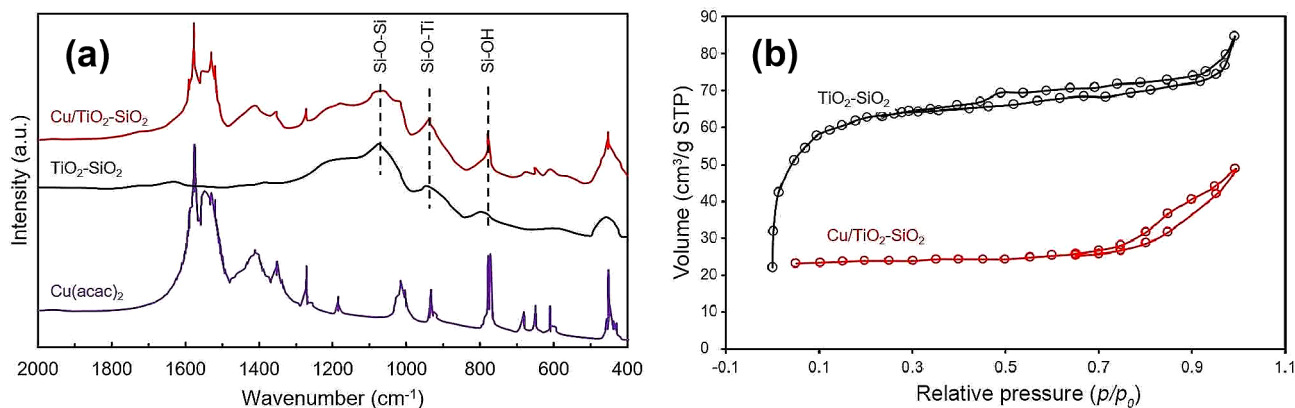 (a)
Si-O-Si
Si-O-Ti
Si-OH
Cu/TiO₂-SiO₂
TiO₂-SiO₂
Cu(acac)₂
Intensity (a.u.)
2000 1800 1600 1400 1200 1000 800 600 400
Wavenumber (cm⁻¹)
(b)
90
80
70
60
50
40
30
20
10
0
Volume (cm³/g STP)
TiO₂-SiO₂
Cu/TiO₂-SiO₂
-0.1 0.1 0.3 0.5 0.7 0.9 1.1
Relative pressure (p/p₀)